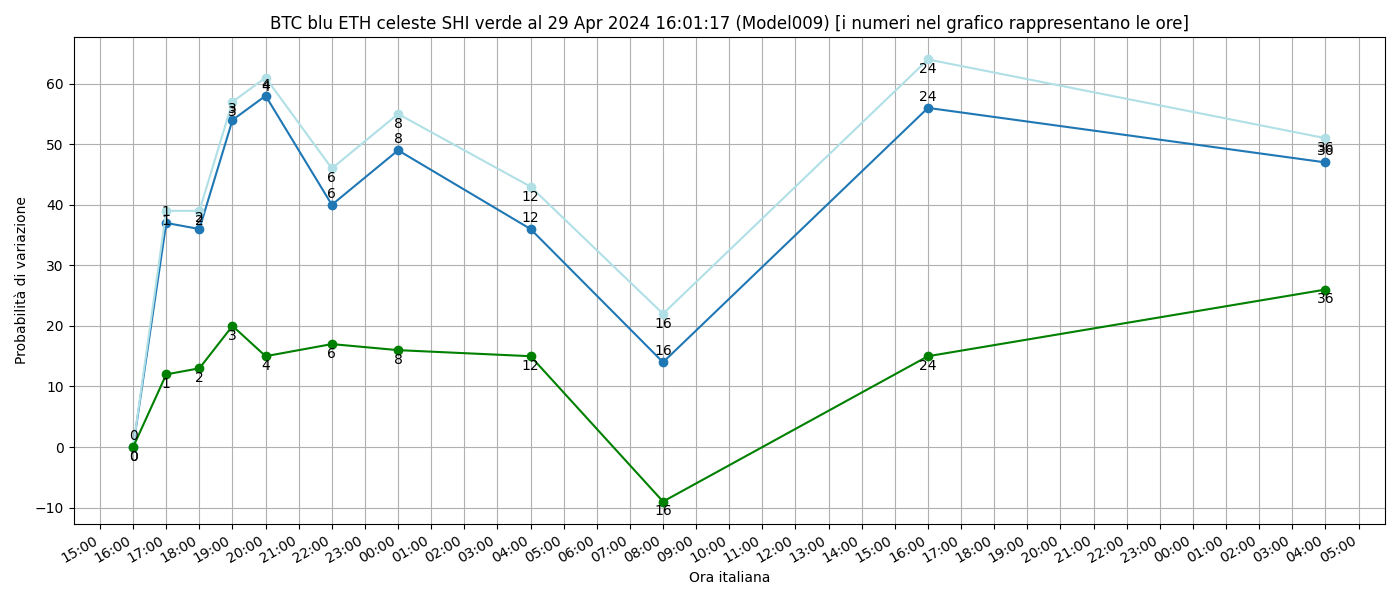 BTC blu ETH celeste SHI verde al 29 Apr 2024 16:01:17 (Model009) [i numeri nel grafico rappresentano le ore]
Probabilità di variazione
60
50
40
30
20
10
0
−10
0 1 2 3 4 6 8 12 16 24 36
0 1 2 3 4 6 8 12 16 24 36
0 1 2 3 4 6 8 12 16 24 36
15:00 16:00 17:00 18:00 19:00 20:00 21:00 22:00 23:00 00:00 01:00 02:00 03:00 04:00 05:00 06:00 07:00 08:00 09:00 10:00 11:00 12:00 13:00 14:00 15:00 16:00 17:00 18:00 19:00 20:00 21:00 22:00 23:00 00:00 01:00 02:00 03:00 04:00 05:00
Ora italiana